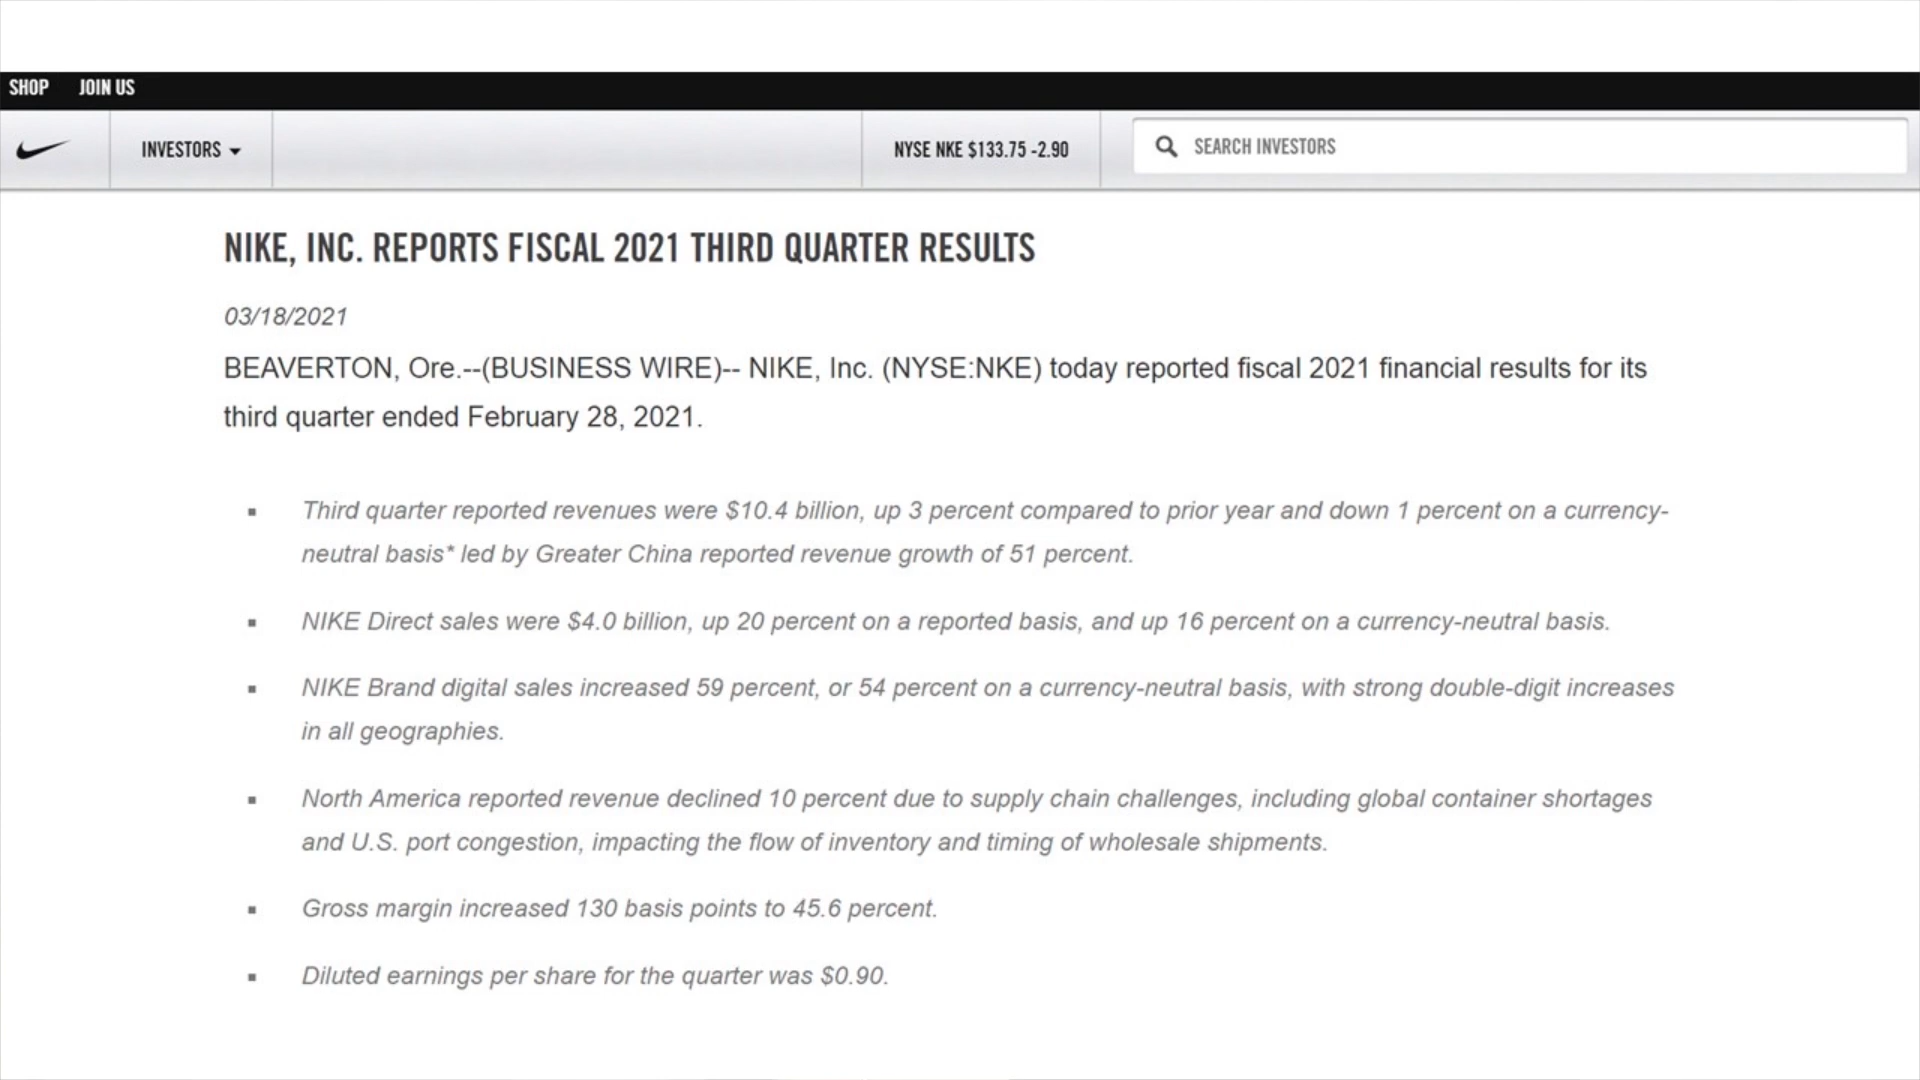 SHOP JOIN US
INVESTORS
NYSE NKE $133.75 -2.90
SEARCH INVESTORS
NIKE, INC. REPORTS FISCAL 2021 THIRD QUARTER RESULTS
03/18/2021
BEAVERTON, Ore.--(BUSINESS WIRE)-- NIKE, Inc. (NYSE:NKE) today reported fiscal 2021 financial results for its
third quarter ended February 28, 2021.
▪ Third quarter reported revenues were $10.4 billion, up 3 percent compared to prior year and down 1 percent on a currency-
neutral basis* led by Greater China reported revenue growth of 51 percent.
▪ NIKE Direct sales were $4.0 billion, up 20 percent on a reported basis, and up 16 percent on a currency-neutral basis.
▪ NIKE Brand digital sales increased 59 percent, or 54 percent on a currency-neutral basis, with strong double-digit increases
in all geographies.
▪ North America reported revenue declined 10 percent due to supply chain challenges, including global container shortages
and U.S. port congestion, impacting the flow of inventory and timing of wholesale shipments.
▪ Gross margin increased 130 basis points to 45.6 percent.
▪ Diluted earnings per share for the quarter was $0.90.